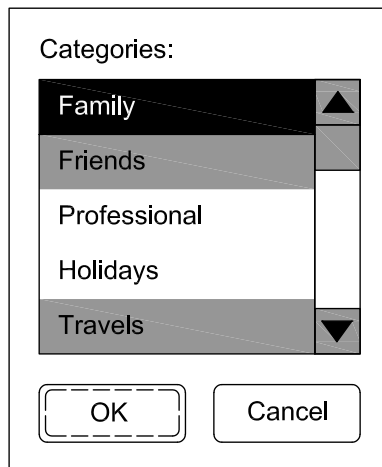 Categories:
Family
Friends
Professional
Holidays
Travels
OK
Cancel